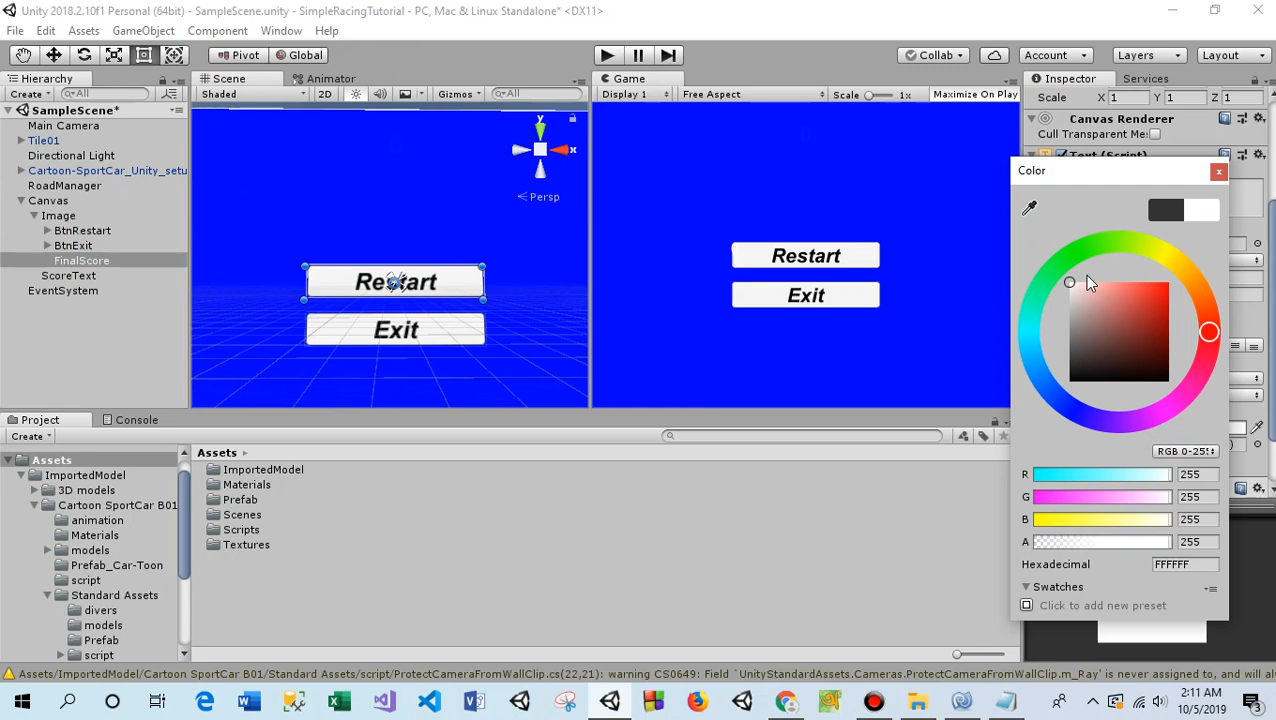 Unity 2018.2.10f1 Personal (64bit) - SampleScene.unity - SimpleRacingTutorial - PC, Mac & Linux Standalone* <DX11>
File Edit Assets GameObject Component Window Help
Pivot Global Collab Account Layers Layout
Hierarchy Scene Animator Game Inspector Services
Create All Shaded 2D Gizmos All Display 1 Free Aspect Scale 1x Maximize On Play Scale X 1 Y 1 Z 1
SampleScene*
Main Camera
Tile01
Directional Light
Cartoon-SportCar_Unity_setu
RoadManager
Canvas
Image
BtnRestart
BtnExit
FinalScore
ScoreText
EventSystem
y
x
Persp
Restart
Exit
Restart
Exit
Canvas Renderer
Cull Transparent Me
Text (Script)
Color
RGB 0-255
R 255
G 255
B 255
A 255
Hexadecimal FFFFFF
Swatches
Click to add new preset
Project Console
Create
Assets
ImportedModel
3D models
Cartoon SportCar B01
animation
Materials
models
Prefab_Car-Toon
script
Standard Assets
divers
models
Prefab
script
Assets
ImportedModel
Materials
Prefab
Scenes
Scripts
Textures
Assets/ImportedModel/Cartoon SportCar B01/Standard Assets/script/ProtectCameraFromWallClip.cs(22,21): warning CS0649: Field `UnityStandardAssets.Cameras.ProtectCameraFromWallClip.m_Ray' is never assigned to, and will a
2:11 AM
10/5/2019
3